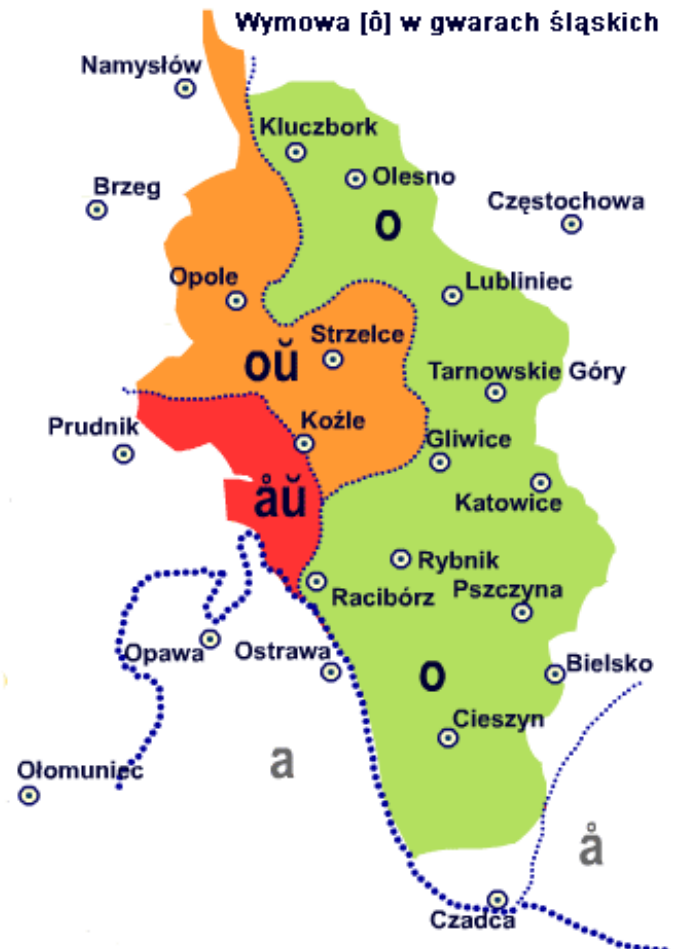 Wymowa [ô] w gwarach śląskich
Namysłów
Kluczbork
Olesno
Brzeg
Częstochowa
o
Opole
Lubliniec
Strzelce
oŭ
Tarnowskie Góry
Prudnik
Koźle
Gliwice
åŭ
Katowice
Rybnik
Racibórz
Pszczyna
Opawa
Ostrawa
o
Bielsko
Cieszyn
a
Ołomuniec
å
Czadca